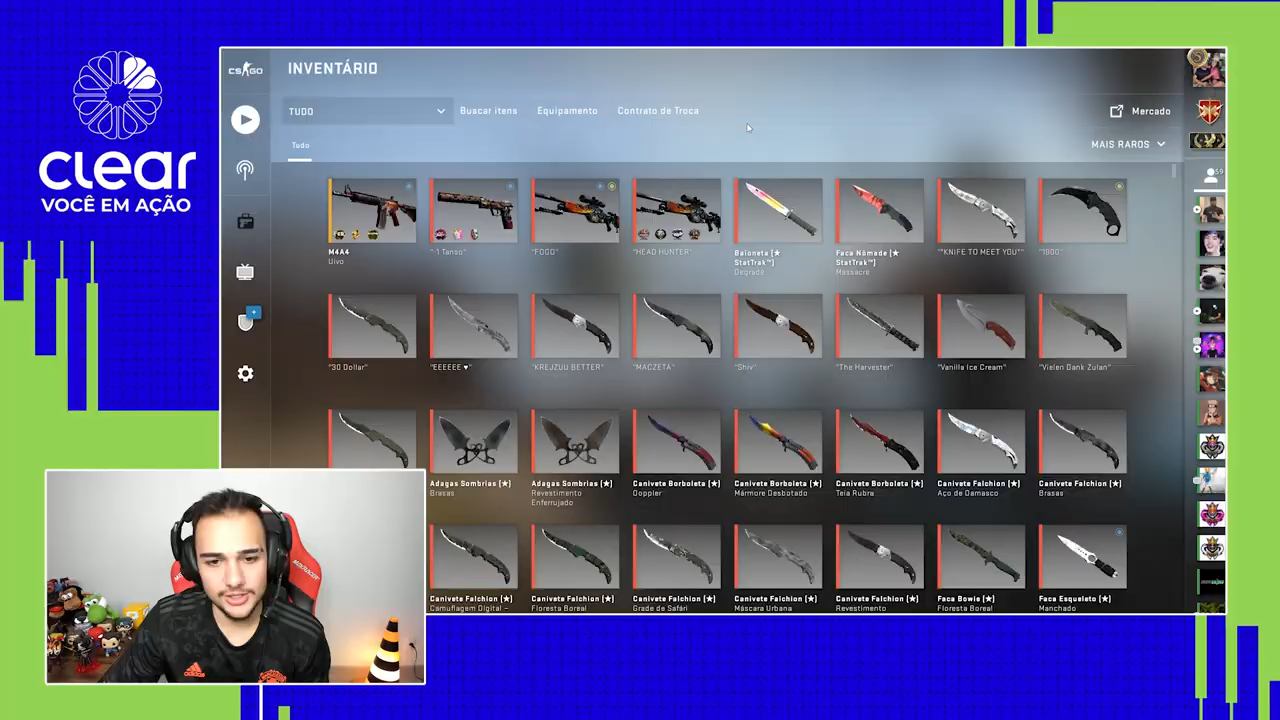 clear
VOCÊ EM AÇÃO
CS GO
INVENTÁRIO
TUDO
Buscar itens
Equipamento
Contrato de Troca
Mercado
Tudo
MAIS RAROS
59
M4A4
Uivo
"-1 Tanso"
"FOGO"
"HEAD HUNTER"
Baioneta (★
StatTrak™)
Degradê
Faca Nômade (★
StatTrak™)
Massacre
"*KNIFE TO MEET YOU*"
"1900"
"30 Dollar"
"EEEEE ♥"
"KREJZUU BETTER"
"MACZETA"
"Shiv"
"The Harvester"
"Vanilla Ice Cream"
"Vielen Dank Zulan"
Adagas Sombrias (★)
Brasas
Adagas Sombrias (★)
Revestimento
Enferrujado
Canivete Borboleta (★)
Doppler
Canivete Borboleta (★)
Mármore Desbotado
Canivete Borboleta (★)
Teia Rubra
Canivete Falchion (★)
Aço de Damasco
Canivete Falchion (★)
Brasas
Canivete Falchion (★)
Camuflagem Digital –
Canivete Falchion (★)
Floresta Boreal
Canivete Falchion (★)
Grade de Safári
Canivete Falchion (★)
Máscara Urbana
Canivete Falchion (★)
Revestimento
Faca Bowie (★)
Floresta Boreal
Faca Esqueleto (★)
Manchado
adidas